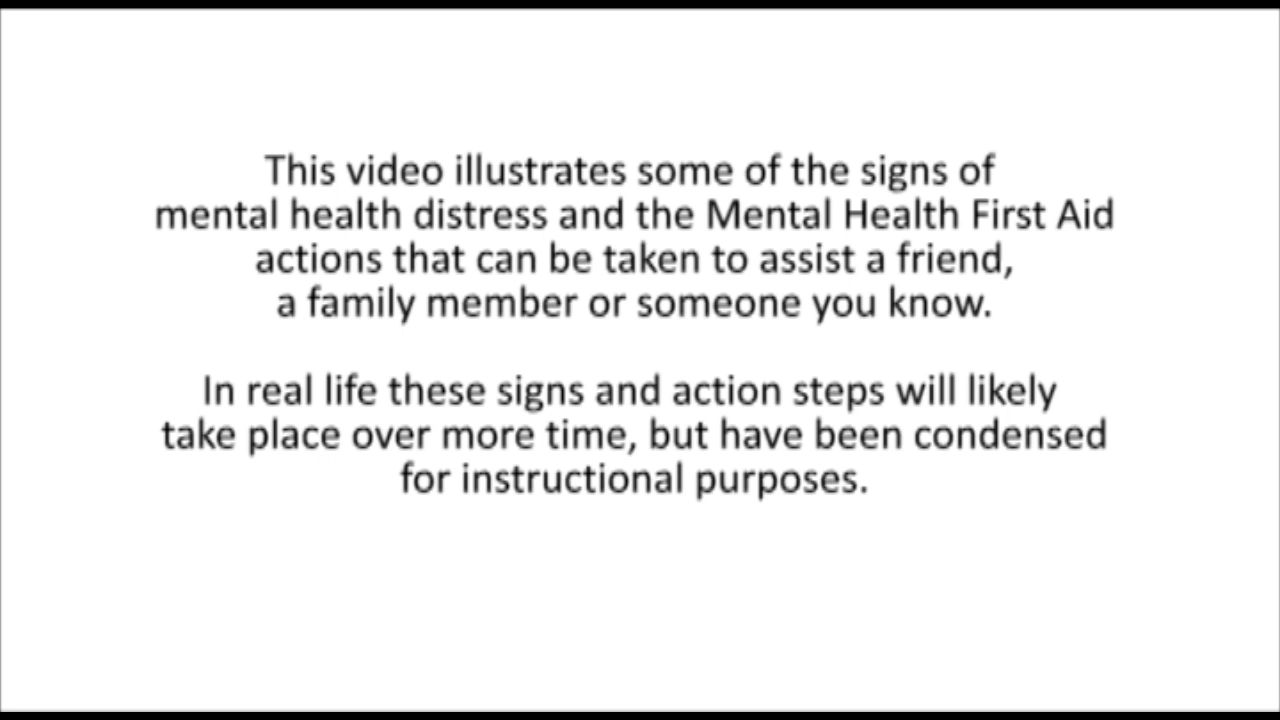 This video illustrates some of the signs of
mental health distress and the Mental Health First Aid
actions that can be taken to assist a friend,
a family member or someone you know.
In real life these signs and action steps will likely
take place over more time, but have been condensed
for instructional purposes.